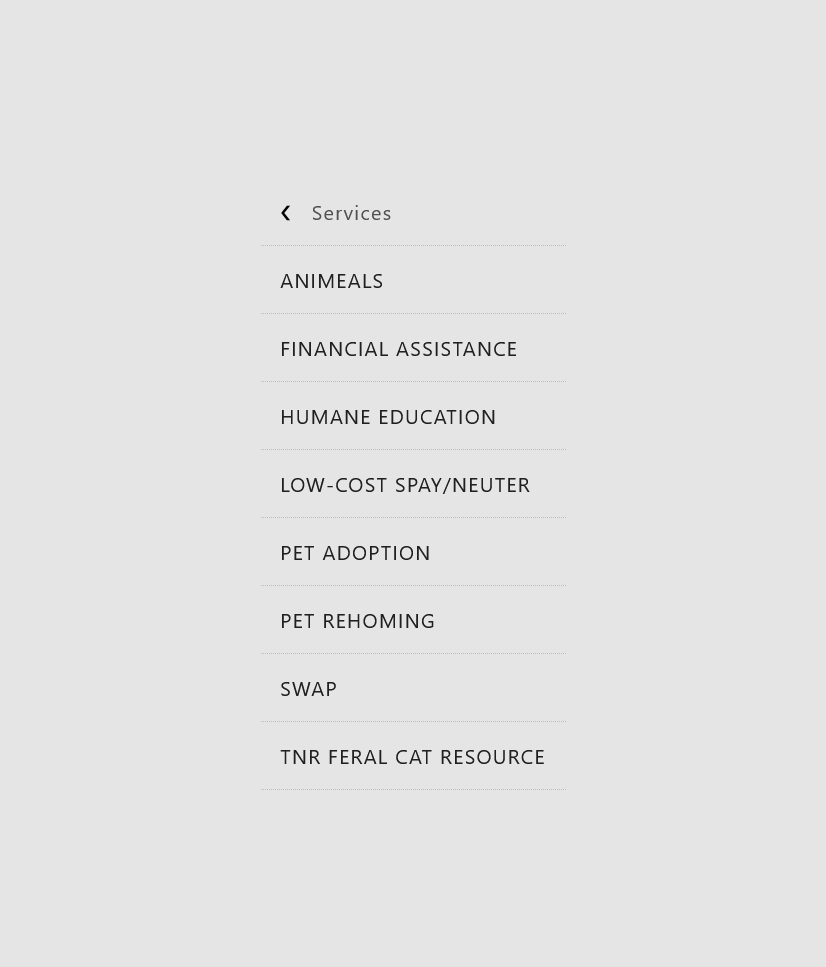 Services
ANIMEALS
FINANCIAL ASSISTANCE
HUMANE EDUCATION
LOW-COST SPAY/NEUTER
PET ADOPTION
PET REHOMING
SWAP
TNR FERAL CAT RESOURCE